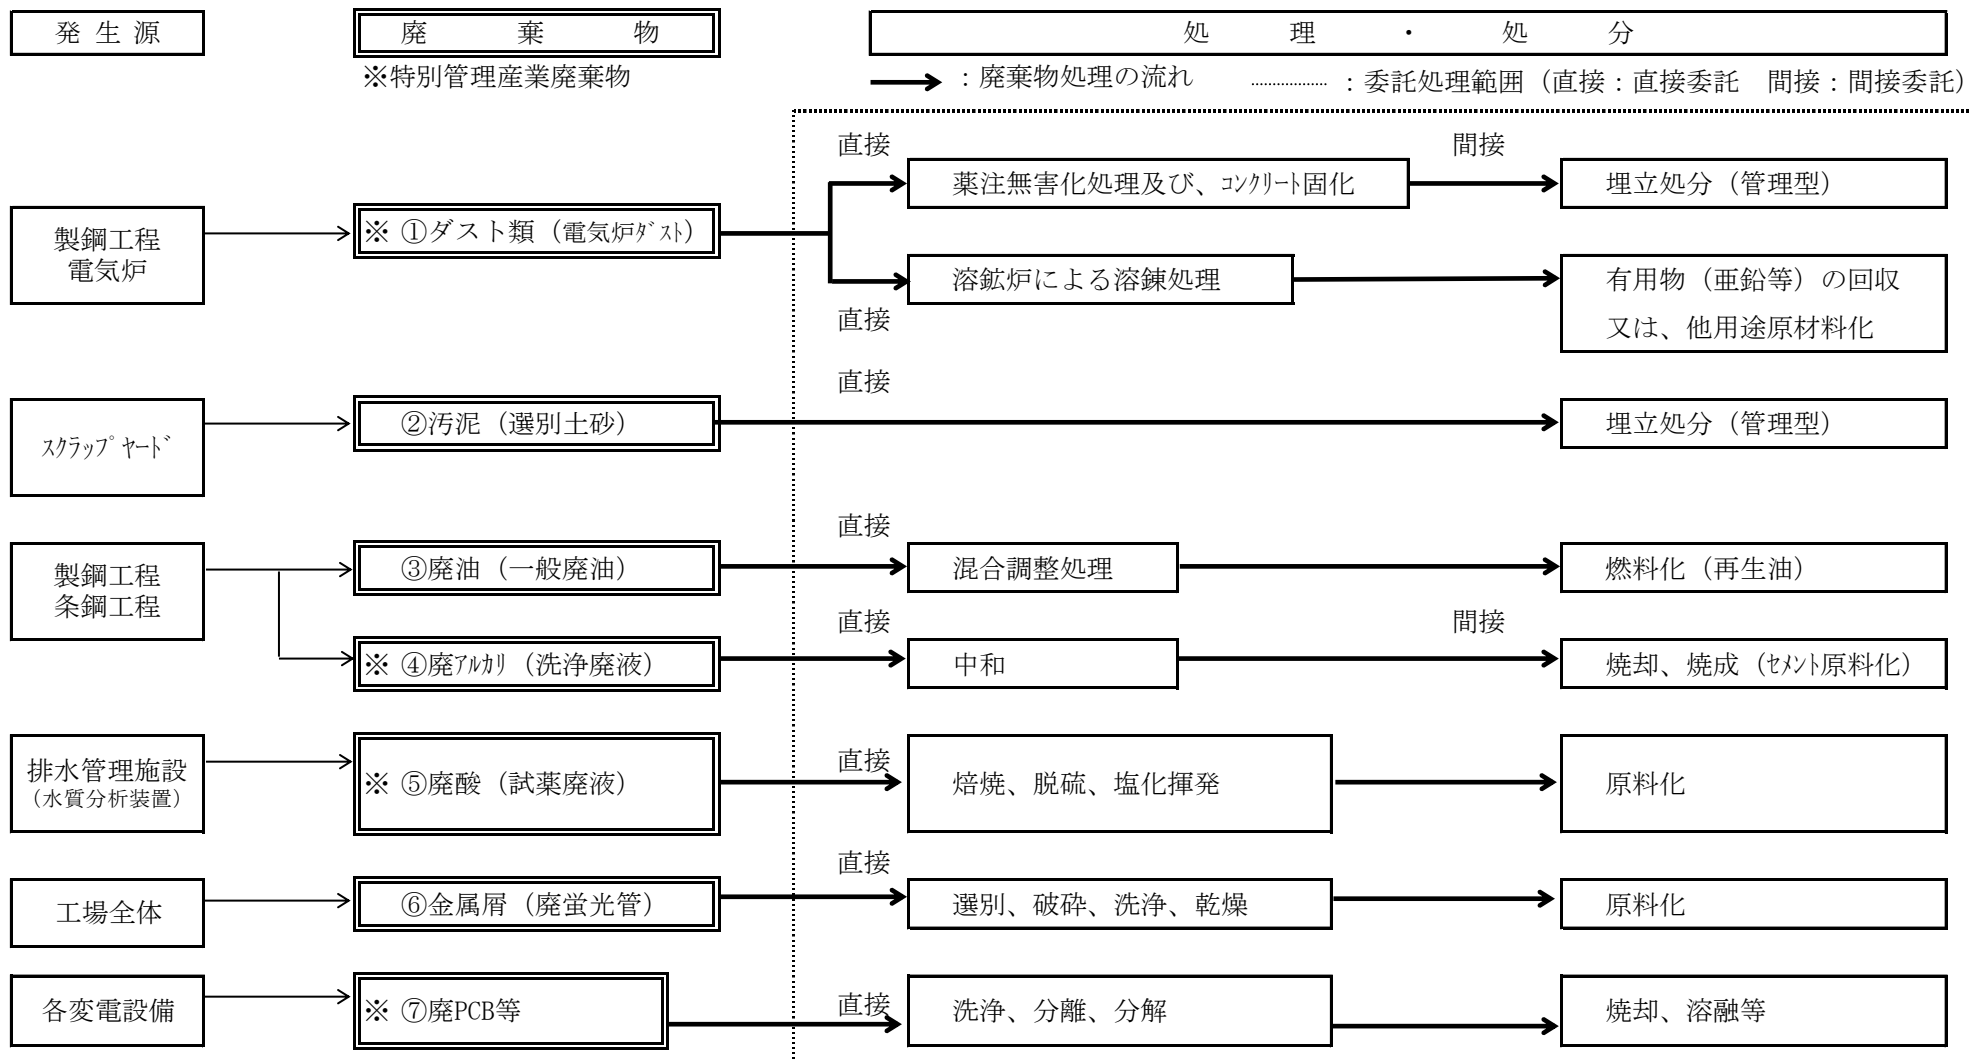 発生源
廃棄物
処理・処分
※特別管理産業廃棄物
：廃棄物処理の流れ
：委託処理範囲（直接：直接委託　間接：間接委託）
直接
間接
薬注無害化処理及び、ｺﾝｸﾘｰﾄ固化
埋立処分（管理型）
製鋼工程
電気炉
※ ①ダスト類（電気炉ﾀﾞｽﾄ）
溶鉱炉による溶錬処理
有用物（亜鉛等）の回収
又は、他用途原材料化
直接
直接
ｽｸﾗｯﾌﾟﾔｰﾄﾞ
②汚泥（選別土砂）
埋立処分（管理型）
直接
製鋼工程
条鋼工程
③廃油（一般廃油）
混合調整処理
燃料化（再生油）
直接
間接
※ ④廃ｱﾙｶﾘ（洗浄廃液）
中和
焼却、焼成（ｾﾒﾝﾄ原料化）
排水管理施設
（水質分析装置）
※ ⑤廃酸（試薬廃液）
直接
焙焼、脱硫、塩化揮発
原料化
直接
工場全体
⑥金属屑（廃蛍光管）
選別、破砕、洗浄、乾燥
原料化
各変電設備
※ ⑦廃PCB等
直接
洗浄、分離、分解
焼却、溶融等